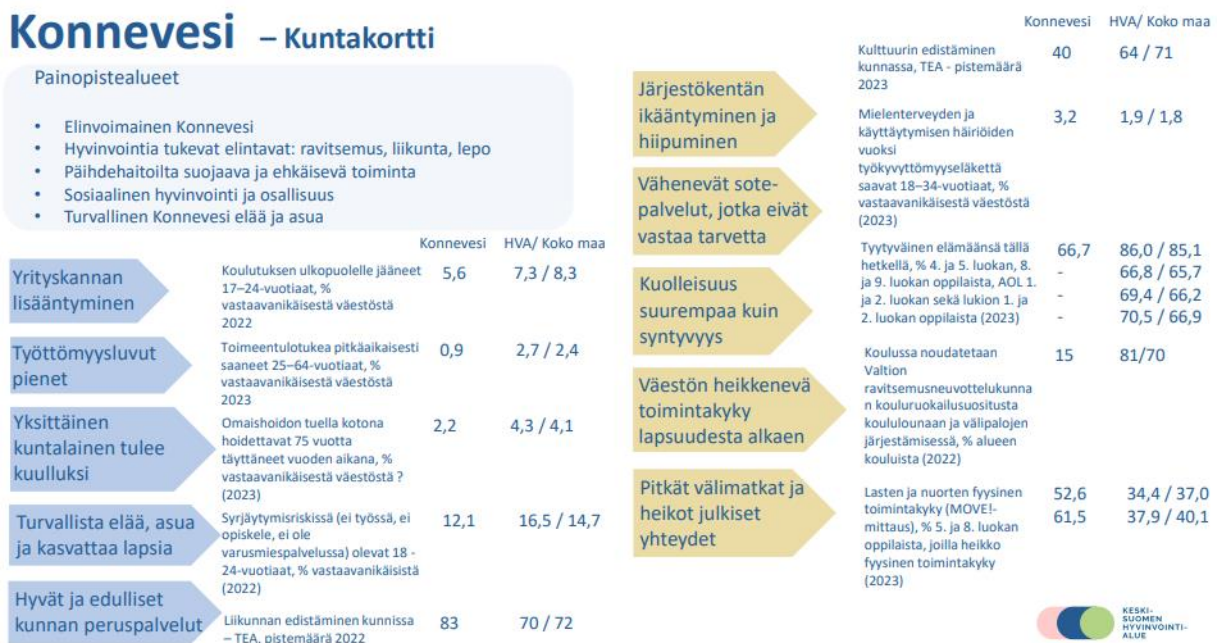 Konnevesi – Kuntakortti
Painopistealueet
• Elinvoimainen Konnevesi
• Hyvinvointia tukevat elintavat: ravitsemus, liikunta, lepo
• Päihdehaitoilta suojaava ja ehkäisevä toiminta
• Sosiaalinen hyvinvointi ja osallisuus
• Turvallinen Konnevesi elää ja asua
Konnevesi HVA/ Koko maa
Yrityskannan
lisääntyminen
Koulutuksen ulkopuolelle jääneet
17–24-vuotiaat, %
vastaavanikäisestä väestöstä
2022
5,6 7,3 / 8,3
Työttömyysluvut
pienet
Toimeentulotukea pitkäaikaisesti
saaneet 25–64-vuotiaat, %
vastaavanikäisestä väestöstä
2023
0,9 2,7 / 2,4
Yksittäinen
kuntalainen tulee
kuulluksi
Omaishoidon tuella kotona
hoidettavat 75 vuotta
täyttäneet vuoden aikana, %
vastaavanikäisestä väestöstä ?
(2023)
2,2 4,3 / 4,1
Turvallista elää, asua
ja kasvattaa lapsia
Syrjäytymisriskissä (ei työssä, ei
opiskele, ei ole
varusmiespalvelussa) olevat 18 -
24-vuotiaat, % vastaavanikäisistä
(2022)
12,1 16,5 / 14,7
Hyvät ja edulliset
kunnan peruspalvelut
Liikunnan edistäminen kunnissa
– TEA, pistemäärä 2022
83 70 / 72
Konnevesi HVA/ Koko maa
Järjestökentän
ikääntyminen ja
hiipuminen
Kulttuurin edistäminen
kunnassa, TEA - pistemäärä
2023
40 64 / 71
Vähenevät sote-
palvelut, jotka eivät
vastaa tarvetta
Mielenterveyden ja
käyttäytymisen häiriöiden
vuoksi
työkyvyttömyyseläkettä
saavat 18–34-vuotiaat, %
vastaavanikäisestä väestöstä
(2023)
3,2 1,9 / 1,8
Kuolleisuus
suurempaa kuin
syntyvyys
Tyytyväinen elämäänsä tällä
hetkellä, % 4. ja 5. luokan, 8.
ja 9. luokan oppilaista, AOL 1.
ja 2. luokan sekä lukion 1. ja
2. luokan oppilaista (2023)
66,7 86,0 / 85,1
- 66,8 / 65,7
- 69,4 / 66,2
- 70,5 / 66,9
Väestön heikkenevä
toimintakyky
lapsuudesta alkaen
Koulussa noudatetaan
Valtion
ravitsemusneuvottelukunna
n kouluruokailusuositusta
koululounaan ja välipalojen
järjestämisessä, % alueen
kouluista (2022)
15 81/70
Pitkät välimatkat ja
heikot julkiset
yhteydet
Lasten ja nuorten fyysinen
toimintakyky (MOVE!-
mittaus), % 5. ja 8. luokan
oppilaista, joilla heikko
fyysinen toimintakyky
(2023)
52,6 34,4 / 37,0
61,5 37,9 / 40,1
KESKI-
SUOMEN
HYVINVOINTI-
ALUE